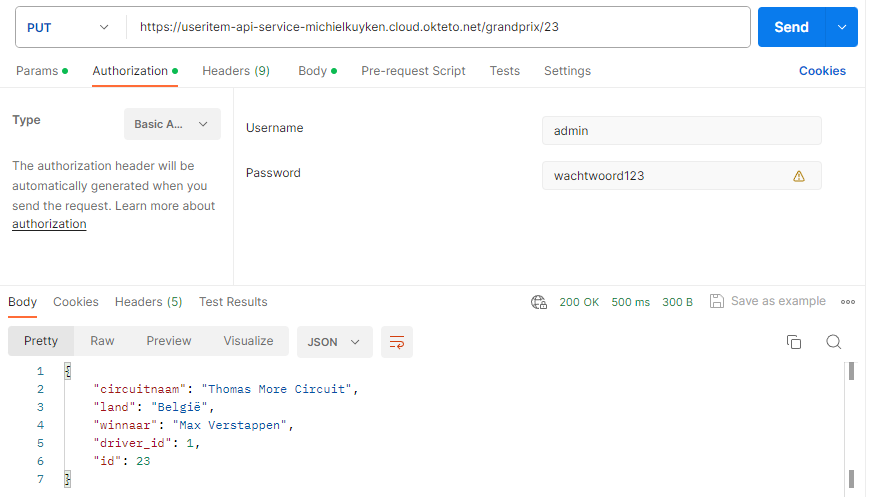 PUT https://useritem-api-service-michielkuyken.cloud.okteto.net/grandprix/23 Send
Params Authorization Headers (9) Body Pre-request Script Tests Settings Cookies
Type Basic A...
The authorization header will be
automatically generated when you
send the request. Learn more about
authorization
Username admin
Password wachtwoord123
Body Cookies Headers (5) Test Results 200 OK 500 ms 300 B Save as example
Pretty Raw Preview Visualize JSON
1 {
2 "circuitnaam": "Thomas More Circuit",
3 "land": "België",
4 "winnaar": "Max Verstappen",
5 "driver_id": 1,
6 "id": 23
7 }